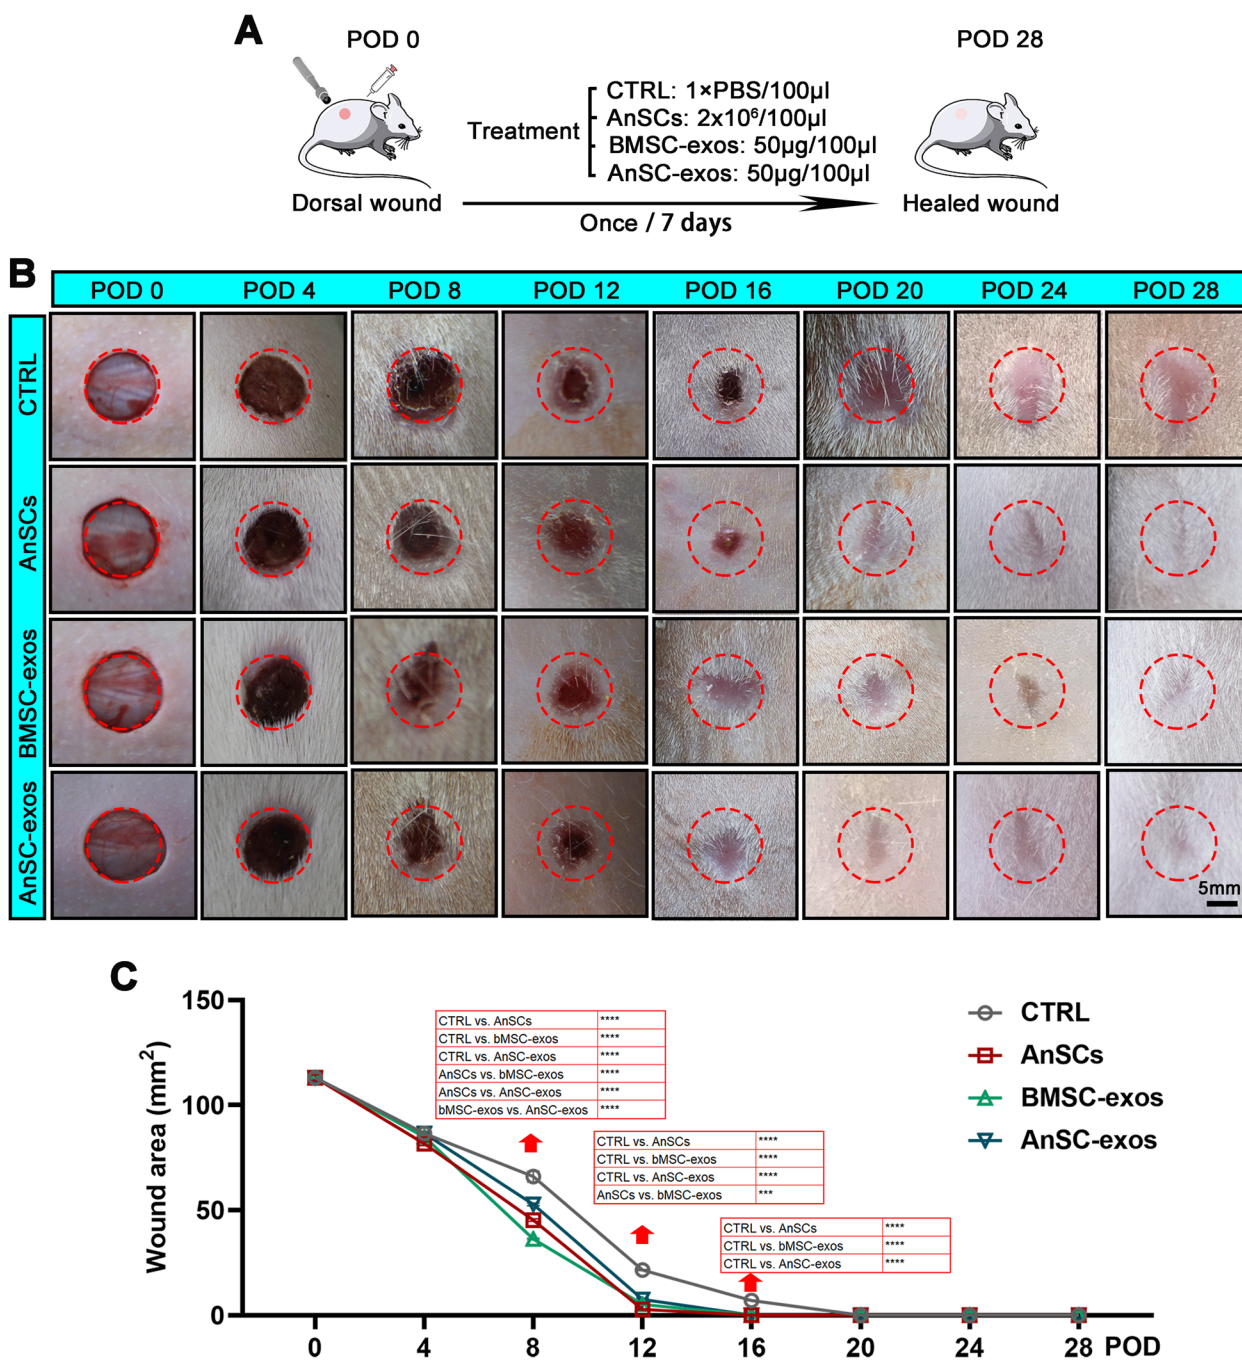 A
POD 0
POD 28
Treatment
CTRL: 1×PBS/100μl
AnSCs: 2x10⁶/100μl
BMSC-exos: 50μg/100μl
AnSC-exos: 50μg/100μl
Dorsal wound
Once / 7 days
Healed wound
B
POD 0 POD 4 POD 8 POD 12 POD 16 POD 20 POD 24 POD 28
CTRL
AnSCs
BMSC-exos
AnSC-exos
5mm
C
Wound area (mm²)
150
100
50
0
CTRL vs. AnSCs ****
CTRL vs. bMSC-exos ****
CTRL vs. AnSC-exos ****
AnSCs vs. bMSC-exos ****
AnSCs vs. AnSC-exos ****
bMSC-exos vs. AnSC-exos ****
CTRL vs. AnSCs ****
CTRL vs. bMSC-exos ****
CTRL vs. AnSC-exos ****
AnSCs vs. bMSC-exos ***
CTRL vs. AnSCs ****
CTRL vs. bMSC-exos ****
CTRL vs. AnSC-exos ****
CTRL
AnSCs
BMSC-exos
AnSC-exos
0 4 8 12 16 20 24 28 POD